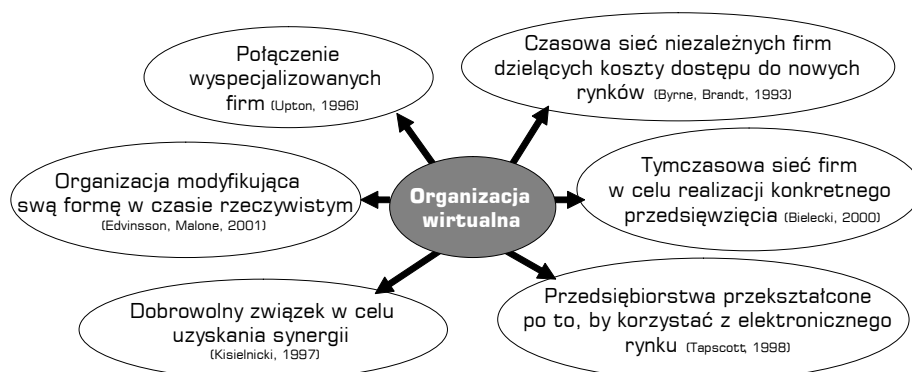 Połączenie
wyspecjalizowanych
firm (Upton, 1996)
Czasowa sieć niezależnych firm
dzielących koszty dostępu do nowych
rynków (Byrne, Brandt, 1993)
Organizacja modyfikująca
swą formę w czasie rzeczywistym
(Edvinsson, Malone, 2001)
Organizacja
wirtualna
Tymczasowa sieć firm
w celu realizacji konkretnego
przedsięwzięcia (Bielecki, 2000)
Dobrowolny związek w celu
uzyskania synergii
(Kisielnicki, 1997)
Przedsiębiorstwa przekształcone
po to, by korzystać z elektronicznego
rynku (Tapscott, 1998)